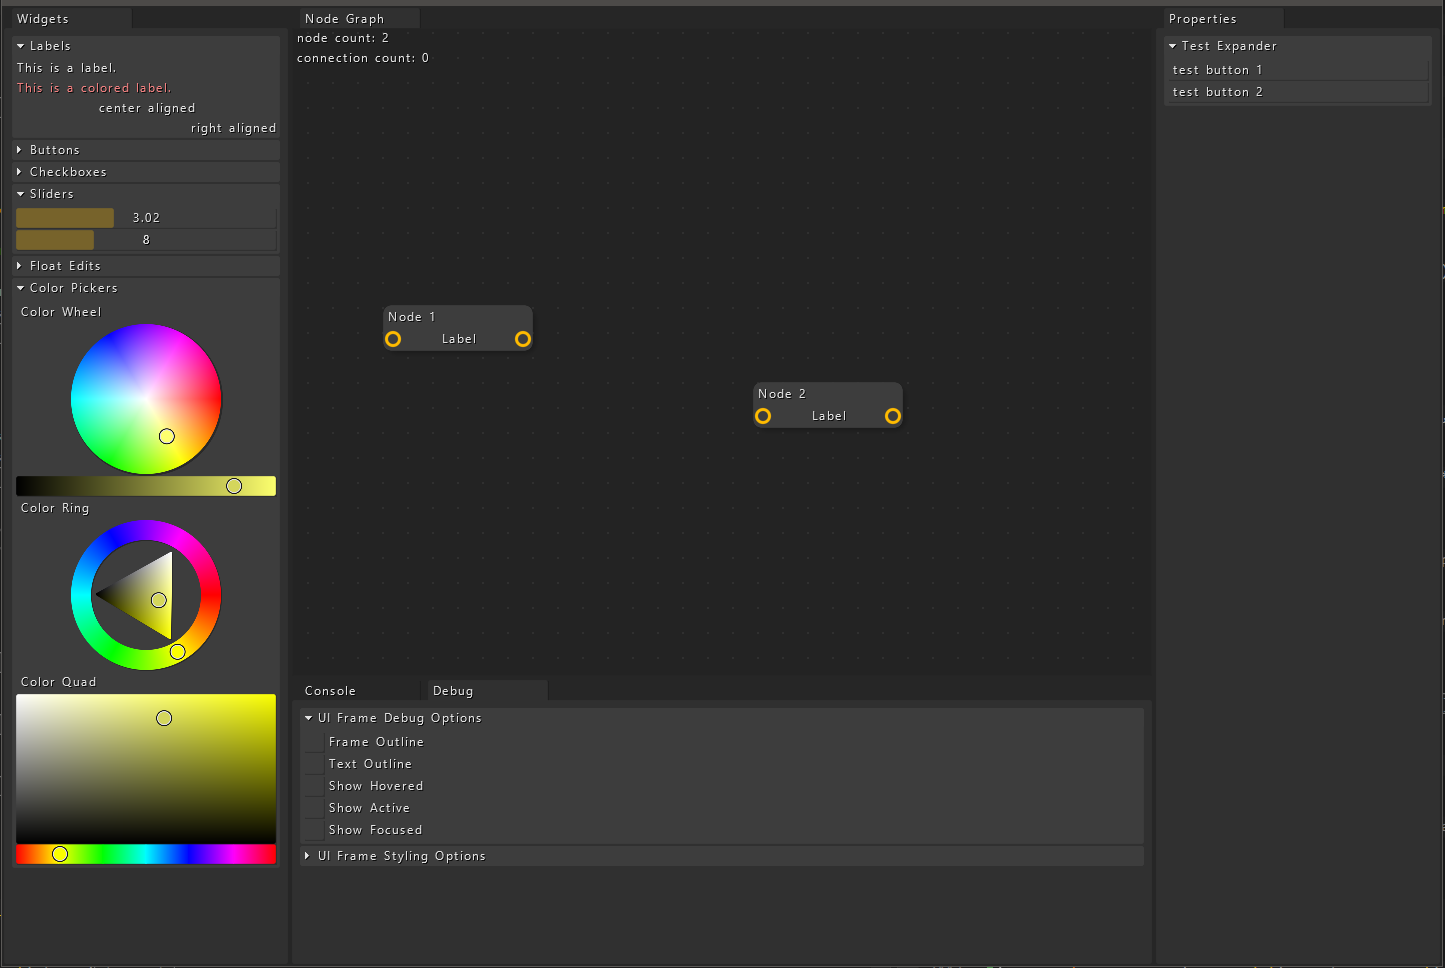 Widgets
Labels
This is a label.
This is a colored label.
center aligned
right aligned
Buttons
Checkboxes
Sliders
3.02
8
Float Edits
Color Pickers
Color Wheel
Color Ring
Color Quad
Node Graph
node count: 2
connection count: 0
Node 1
Label
Node 2
Label
Console
Debug
UI Frame Debug Options
Frame Outline
Text Outline
Show Hovered
Show Active
Show Focused
UI Frame Styling Options
Properties
Test Expander
test button 1
test button 2